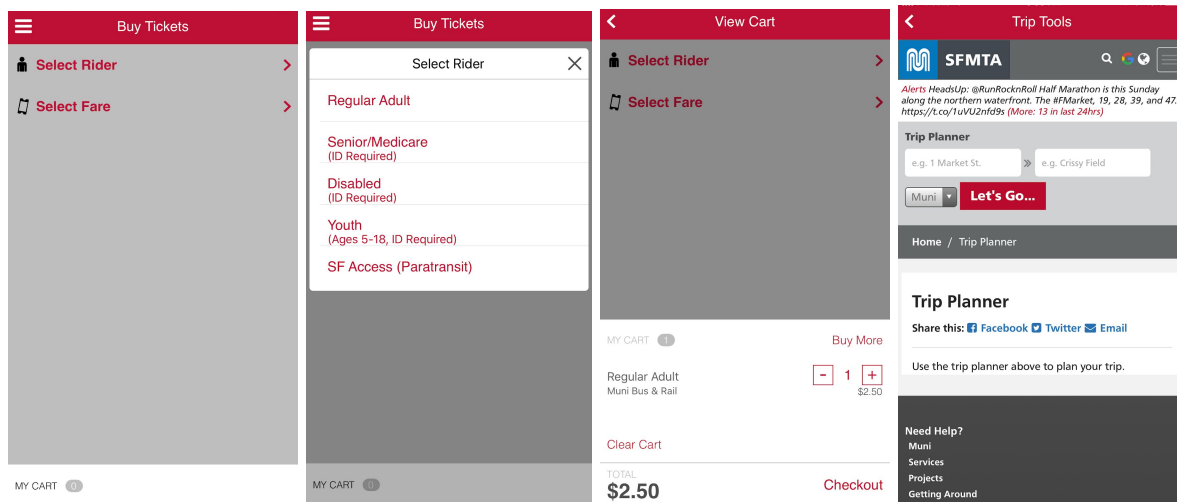 Buy Tickets
Select Rider
Select Fare
MY CART 0
Buy Tickets
Select Rider
Regular Adult
Senior/Medicare
(ID Required)
Disabled
(ID Required)
Youth
(Ages 5-18, ID Required)
SF Access (Paratransit)
MY CART 0
View Cart
Select Rider
Select Fare
MY CART 1
Buy More
Regular Adult
- 1 +
Muni Bus & Rail
$2.50
Clear Cart
TOTAL
$2.50
Checkout
Trip Tools
SFMTA
Alerts HeadsUp: @RunRocknRoll Half Marathon is this Sunday
along the northern waterfront. The #FMarket, 19, 28, 39, and 47.
https://t.co/1uVU2nfd9s (More: 13 in last 24hrs)
Trip Planner
e.g. 1 Market St. » e.g. Crissy Field
Muni Let's Go...
Home / Trip Planner
Trip Planner
Share this: Facebook Twitter Email
Use the trip planner above to plan your trip.
Need Help?
Muni
Services
Projects
Getting Around